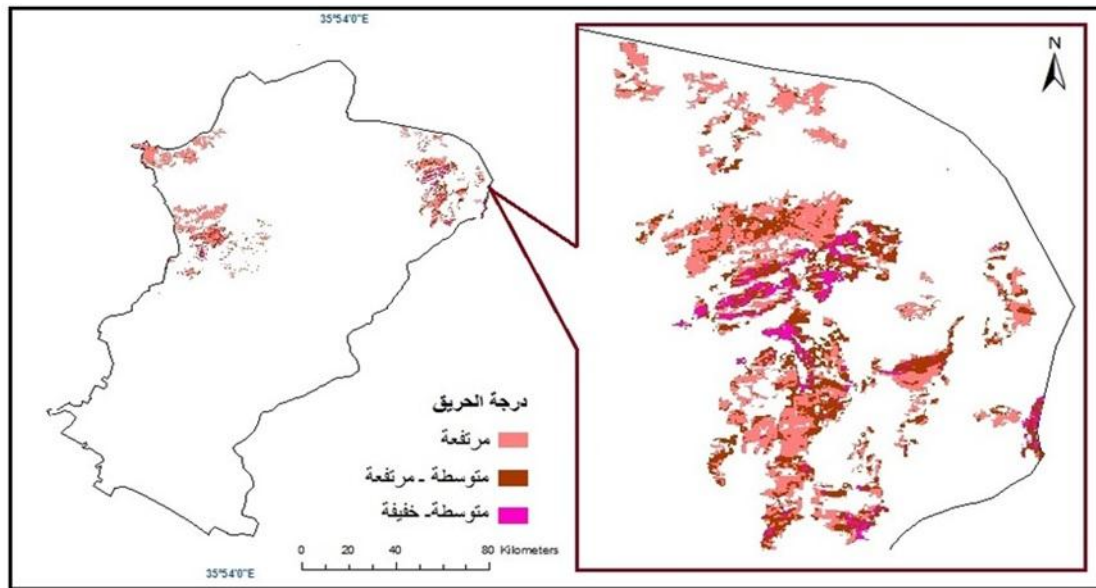 35°54'0"E
N
درجة الحريق
مرتفعة
متوسطة ـ مرتفعة
متوسطة- خفيفة
0 20 40 80 Kilometers
35°54'0"E